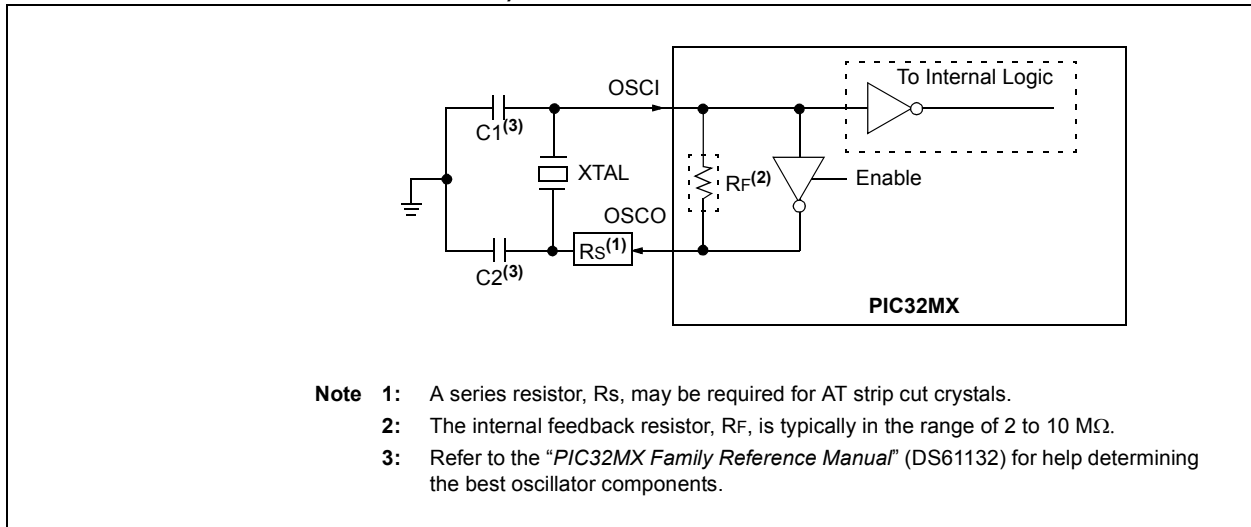 To Internal Logic
OSCI
C1(3)
XTAL
RF(2)
Enable
OSCO
RS(1)
C2(3)
PIC32MX
Note 1: A series resistor, Rs, may be required for AT strip cut crystals.
2: The internal feedback resistor, RF, is typically in the range of 2 to 10 MΩ.
3: Refer to the “PIC32MX Family Reference Manual” (DS61132) for help determining
the best oscillator components.